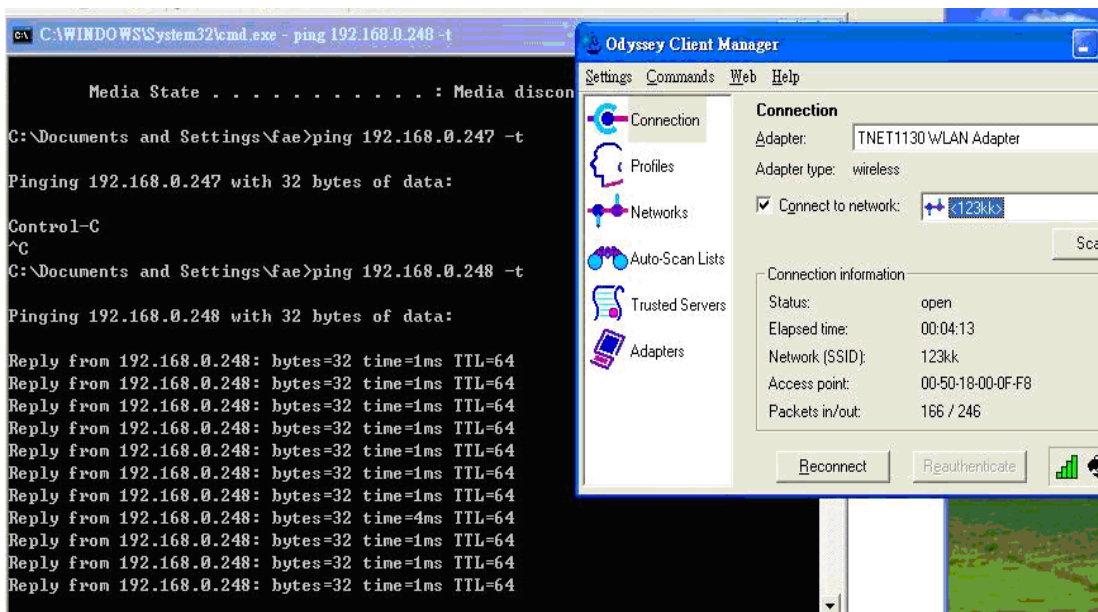 C:\WINDOWS\System32\cmd.exe - ping 192.168.0.248 -t
Media State . . . . . . . . . . . : Media discon
C:\Documents and Settings\fae>ping 192.168.0.247 -t
Pinging 192.168.0.247 with 32 bytes of data:
Control-C
^C
C:\Documents and Settings\fae>ping 192.168.0.248 -t
Pinging 192.168.0.248 with 32 bytes of data:
Reply from 192.168.0.248: bytes=32 time=1ms TTL=64
Reply from 192.168.0.248: bytes=32 time=1ms TTL=64
Reply from 192.168.0.248: bytes=32 time=1ms TTL=64
Reply from 192.168.0.248: bytes=32 time=1ms TTL=64
Reply from 192.168.0.248: bytes=32 time=1ms TTL=64
Reply from 192.168.0.248: bytes=32 time=1ms TTL=64
Reply from 192.168.0.248: bytes=32 time=1ms TTL=64
Reply from 192.168.0.248: bytes=32 time=4ms TTL=64
Reply from 192.168.0.248: bytes=32 time=1ms TTL=64
Reply from 192.168.0.248: bytes=32 time=1ms TTL=64
Reply from 192.168.0.248: bytes=32 time=1ms TTL=64
Odyssey Client Manager
Settings Commands Web Help
Connection
Profiles
Networks
Auto-Scan Lists
Trusted Servers
Adapters
Connection
Adapter: TNET1130 WLAN Adapter
Adapter type: wireless
Connect to network: <123kk>
Sca
Connection information
Status: open
Elapsed time: 00:04:13
Network (SSID): 123kk
Access point: 00-50-18-00-0F-F8
Packets in/out: 166 / 246
Reconnect Reauthenticate